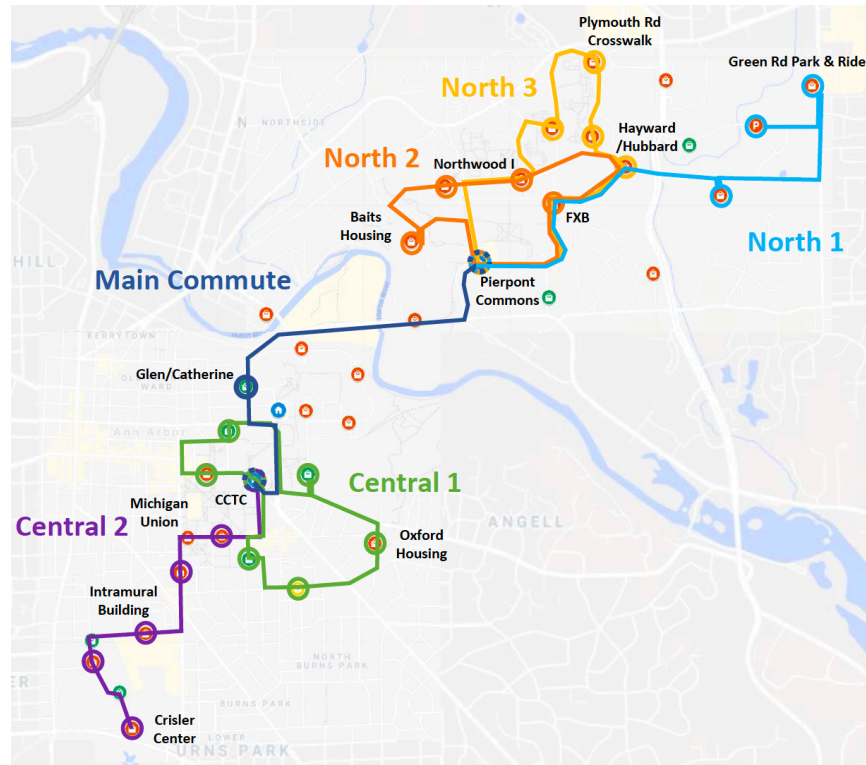 Plymouth Rd
Crosswalk
Green Rd Park & Ride
North 3
NORTHSIDE
Hayward
/Hubbard
North 2
Northwood I
P
Baits
Housing
FXB
North 1
HILL
Main Commute
Pierpont
Commons
KERRYTOWN
Glen/Catherine
WARD
Ann Arbor
Central 1
Michigan
Union
CCTC
Central 2
ANGELL
Oxford
Housing
Intramural
Building
NORTH
BURNS PARK
BURNS PARK
Crisler
Center
LOWER
URNS PARK